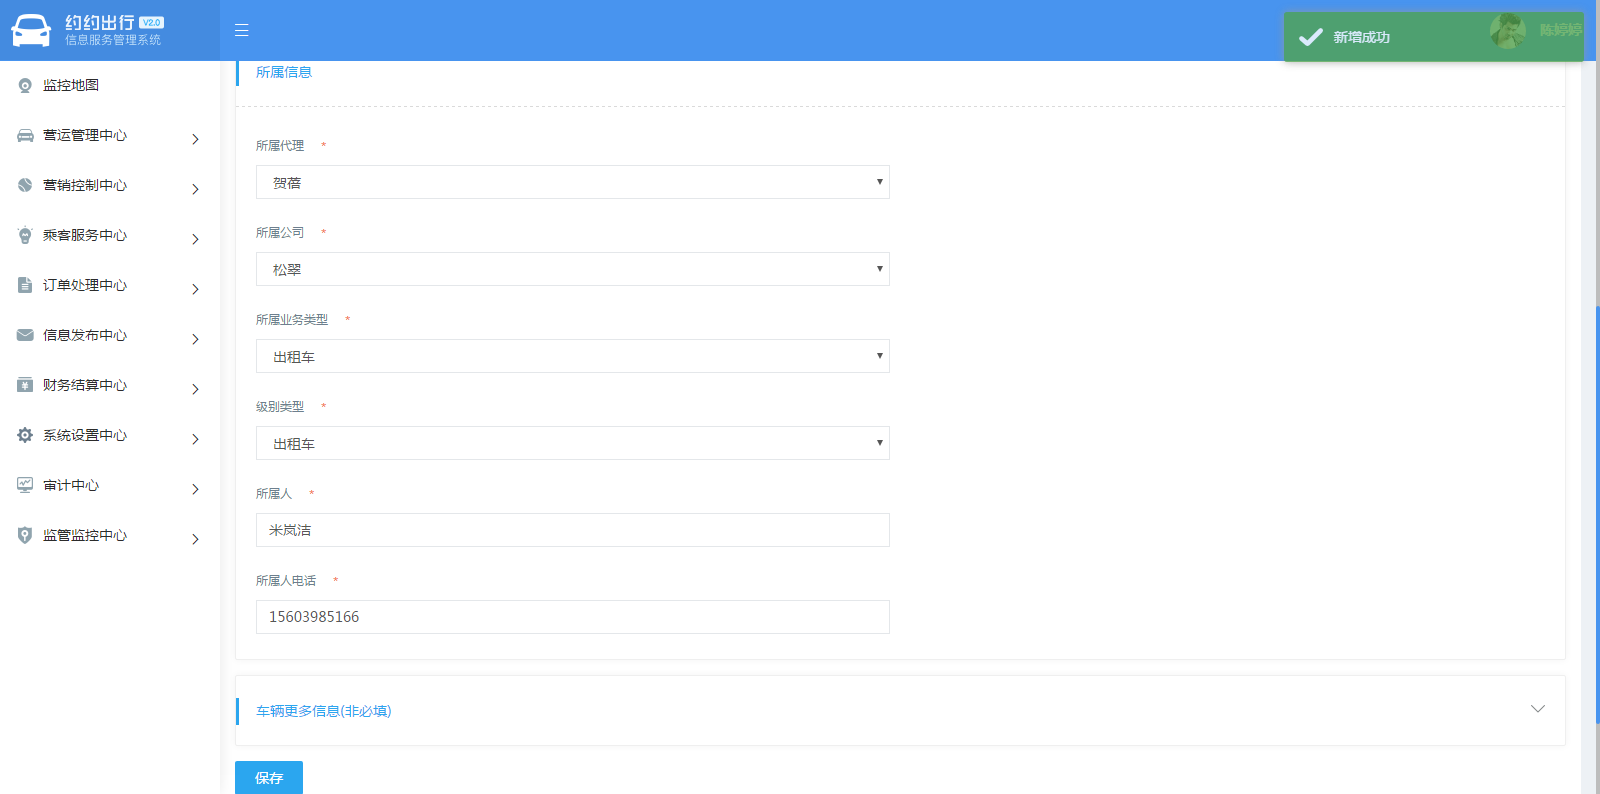 约约出行 V2.0
信息服务管理系统
新增成功
陈婷婷
监控地图
营运管理中心
营销控制中心
乘客服务中心
订单处理中心
信息发布中心
财务结算中心
系统设置中心
审计中心
监管监控中心
所属信息
所属代理 *
贺蓓
所属公司 *
松翠
所属业务类型 *
出租车
级别类型 *
出租车
所属人 *
米岚洁
所属人电话 *
15603985166
车辆更多信息(非必填)
保存